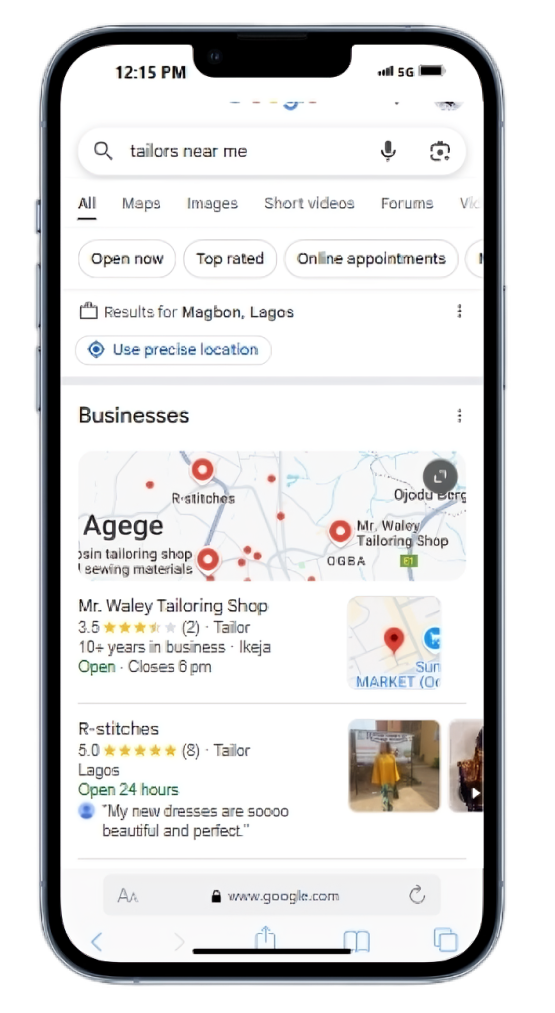 12:15 PM
5G
tailors near me
All Maps Images Short videos Forums
Open now Top rated Online appointments
Results for Magbon, Lagos
Use precise location
Businesses
R-stitches
Ojodu Berg
Agege
Mr. Waley
Tailoring Shop
osin tailoring shop
l sewing materials
OGBA
E1
Mr. Waley Tailoring Shop
3.5 (2) · Tailor
10+ years in business · Ikeja
Open · Closes 6 pm
Sun
MARKET (Oc
R-stitches
5.0 (8) · Tailor
Lagos
Open 24 hours
"My new dresses are soooo
beautiful and perfect."
AA www.google.com